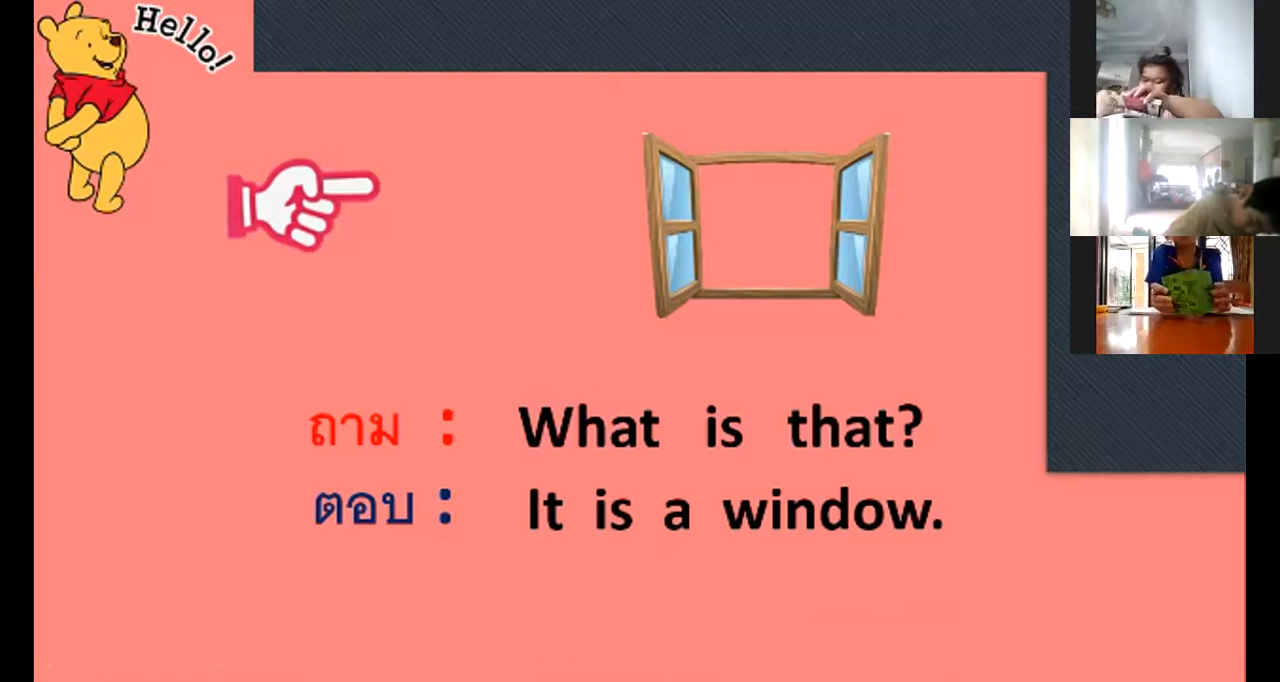 Hello!
ถาม : What is that?
ตอบ : It is a window.